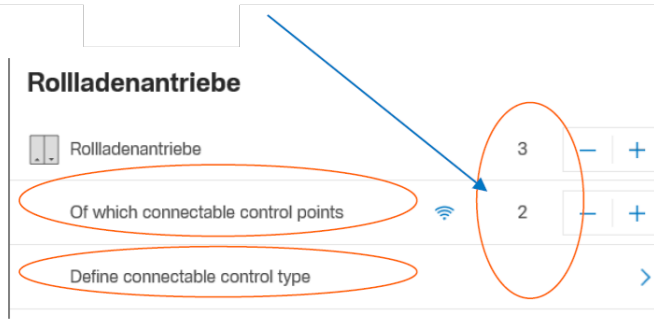 Rollladenantriebe
Rollladenantriebe 3 — +
Of which connectable control points 2 — +
Define connectable control type >